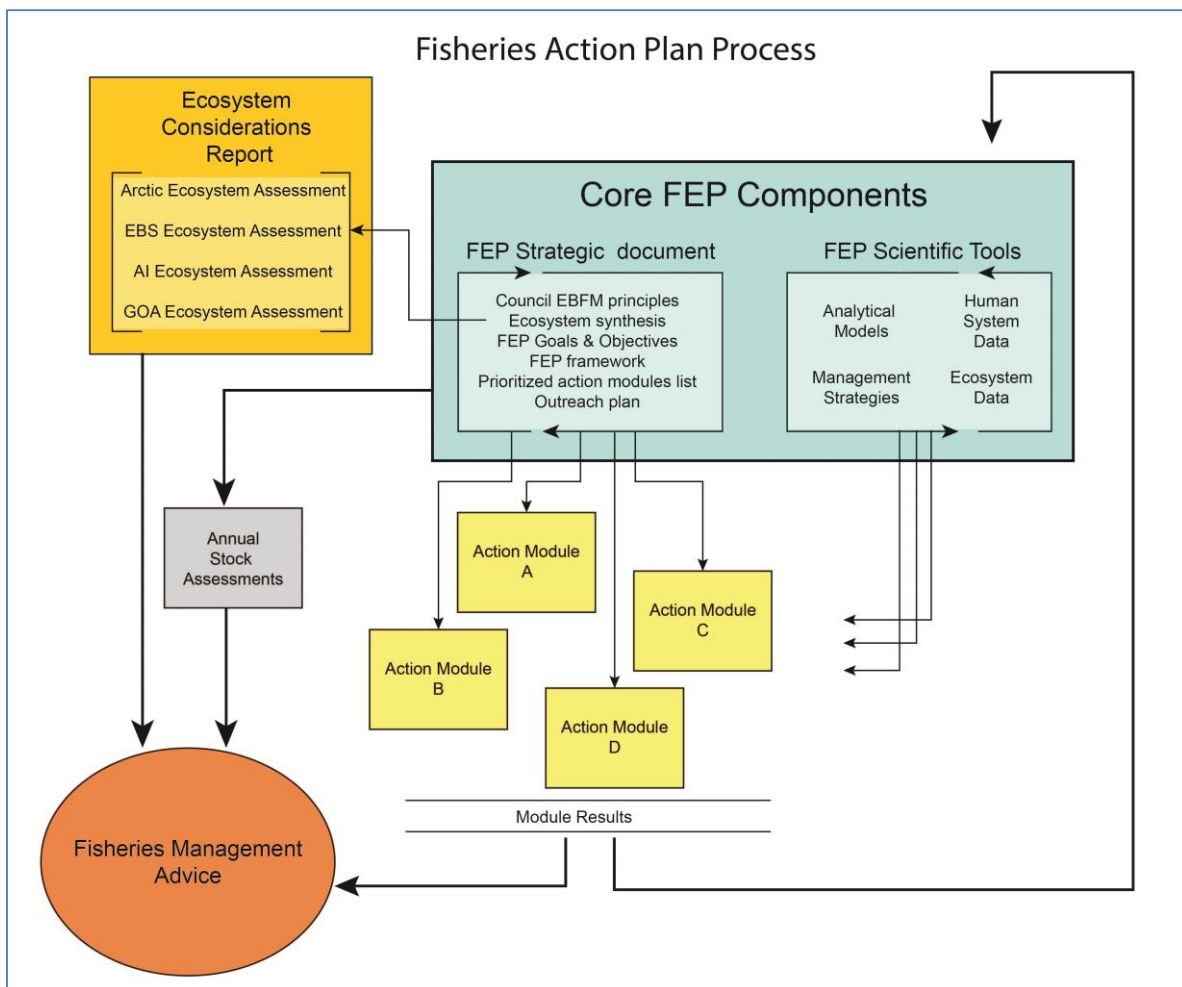 Fisheries Action Plan Process
Ecosystem
Considerations
Report
Arctic Ecosystem Assessment
EBS Ecosystem Assessment
AI Ecosystem Assessment
GOA Ecosystem Assessment
Core FEP Components
FEP Strategic document
Council EBFM principles
Ecosystem synthesis
FEP Goals & Objectives
FEP framework
Prioritized action modules list
Outreach plan
FEP Scientific Tools
Analytical
Models
Human
System
Data
Management
Strategies
Ecosystem
Data
Annual
Stock
Assessments
Action Module
A
Action Module
B
Action Module
C
Action Module
D
Module Results
Fisheries Management
Advice